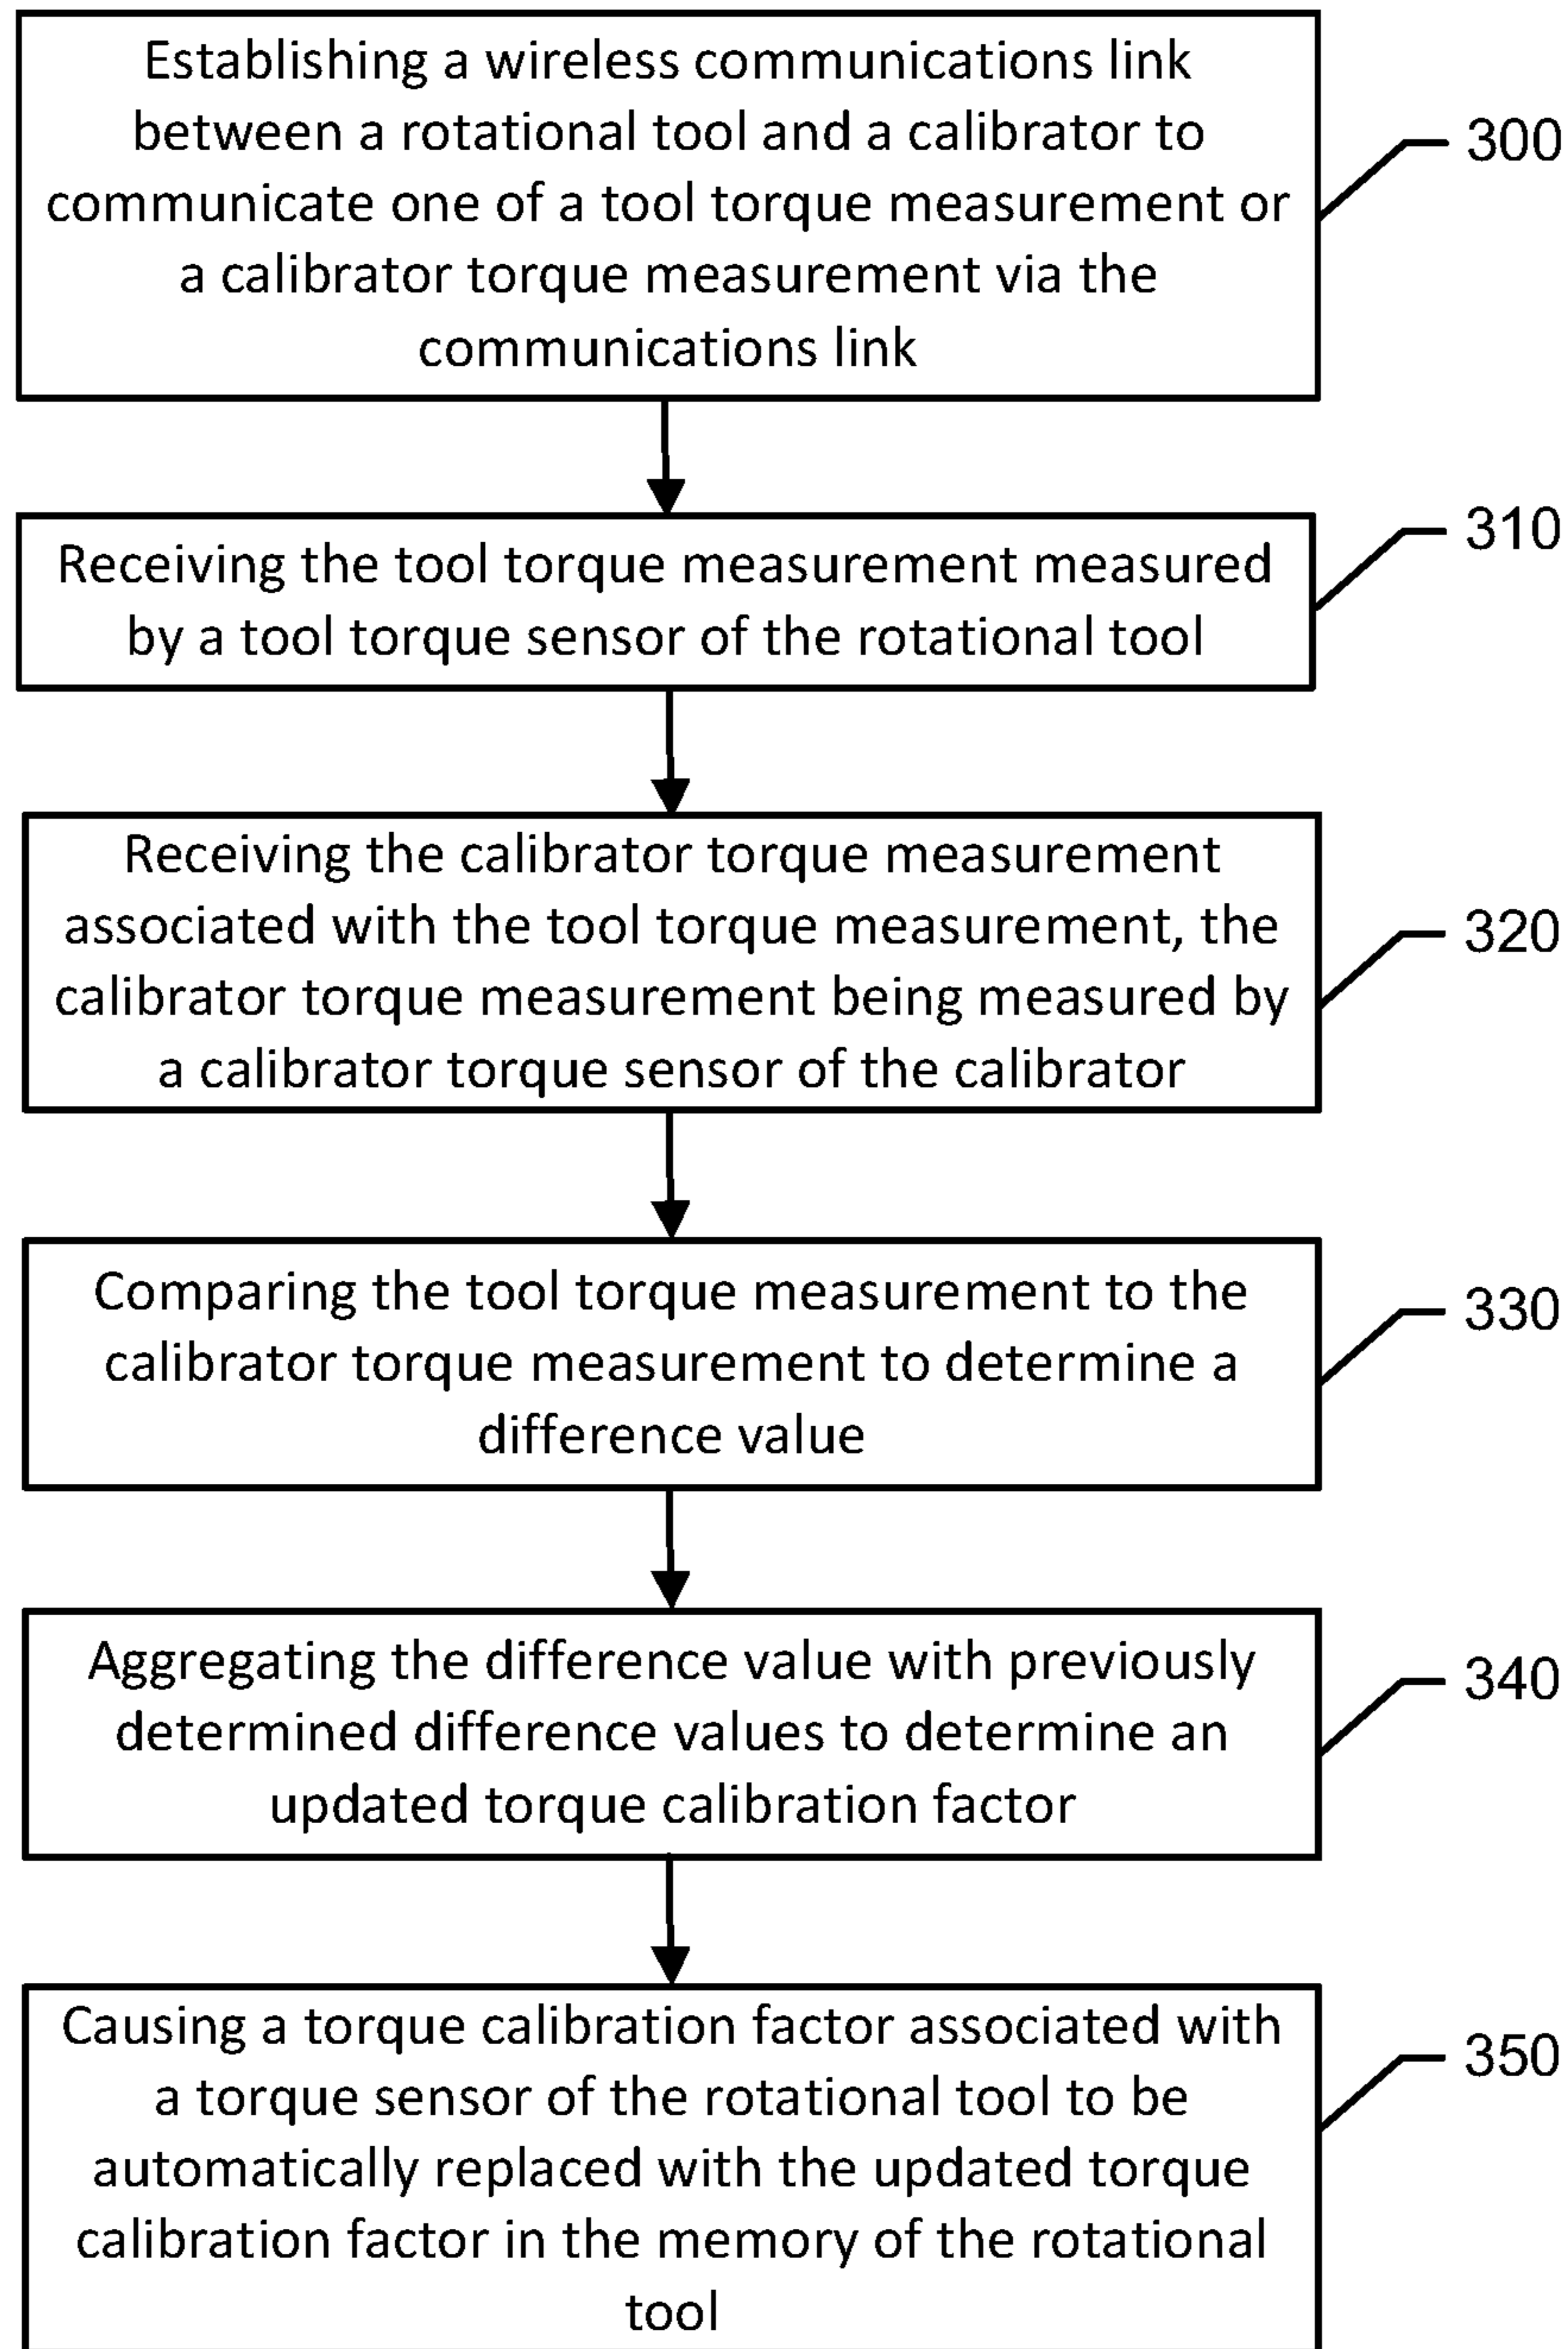 Establishing a wireless communications link
between a rotational tool and a calibrator to
communicate one of a tool torque measurement or
a calibrator torque measurement via the
communications link
300
Receiving the tool torque measurement measured
by a tool torque sensor of the rotational tool
310
Receiving the calibrator torque measurement
associated with the tool torque measurement, the
calibrator torque measurement being measured by
a calibrator torque sensor of the calibrator
320
Comparing the tool torque measurement to the
calibrator torque measurement to determine a
difference value
330
Aggregating the difference value with previously
determined difference values to determine an
updated torque calibration factor
340
Causing a torque calibration factor associated with
a torque sensor of the rotational tool to be
automatically replaced with the updated torque
calibration factor in the memory of the rotational
tool
350